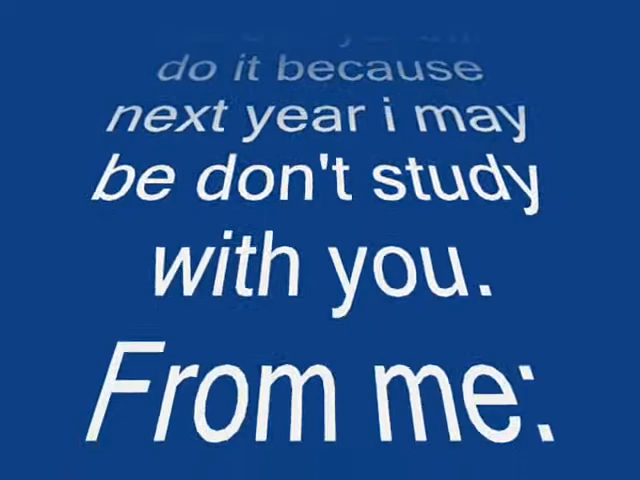 do it because
next year i may
be don't study
with you.
From me: